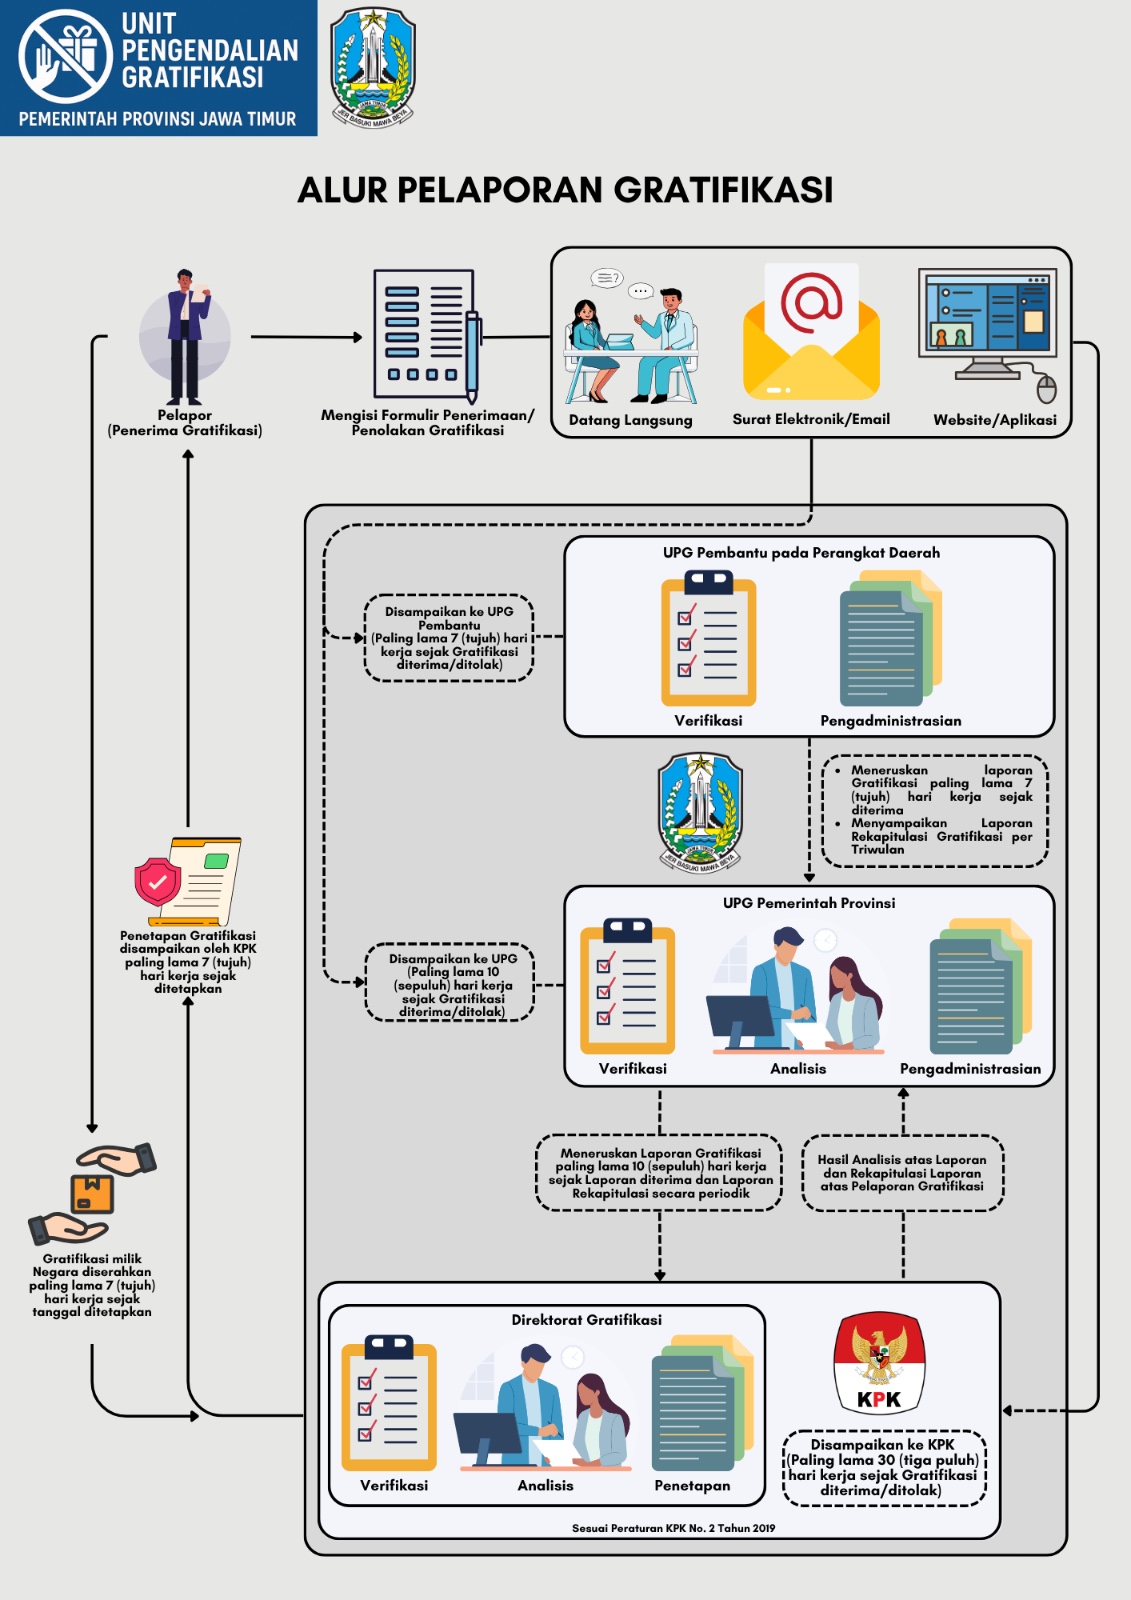 UNIT
PENGENDALIAN
GRATIFIKASI
PEMERINTAH PROVINSI JAWA TIMUR
JAWA TIMUR
JER BASUKI MAWA BEYA
ALUR PELAPORAN GRATIFIKASI
Pelapor
(Penerima Gratifikasi)
Mengisi Formulir Penerimaan/
Penolakan Gratifikasi
Datang Langsung
Surat Elektronik/Email
Website/Aplikasi
UPG Pembantu pada Perangkat Daerah
Disampaikan ke UPG
Pembantu
(Paling lama 7 (tujuh) hari
kerja sejak Gratifikasi
diterima/ditolak)
Verifikasi
Pengadministrasian
JAWA TIMUR
JER BASUKI MAWA BEYA
• Meneruskan laporan
Gratifikasi paling lama 7
(tujuh) hari kerja sejak
diterima
• Menyampaikan Laporan
Rekapitulasi Gratifikasi per
Triwulan
UPG Pemerintah Provinsi
Disampaikan ke UPG
(Paling lama 10
(sepuluh) hari kerja
sejak Gratifikasi
diterima/ditolak)
Verifikasi
Analisis
Pengadministrasian
Penetapan Gratifikasi
disampaikan oleh KPK
paling lama 7 (tujuh)
hari kerja sejak
ditetapkan
Meneruskan Laporan Gratifikasi
paling lama 10 (sepuluh) hari kerja
sejak Laporan diterima dan Laporan
Rekapitulasi secara periodik
Hasil Analisis atas Laporan
dan Rekapitulasi Laporan
atas Pelaporan Gratifikasi
Gratifikasi milik
Negara diserahkan
paling lama 7 (tujuh)
hari kerja sejak
tanggal ditetapkan
Direktorat Gratifikasi
Verifikasi
Analisis
Penetapan
KPK
Disampaikan ke KPK
(Paling lama 30 (tiga puluh)
hari kerja sejak Gratifikasi
diterima/ditolak)
Sesuai Peraturan KPK No. 2 Tahun 2019